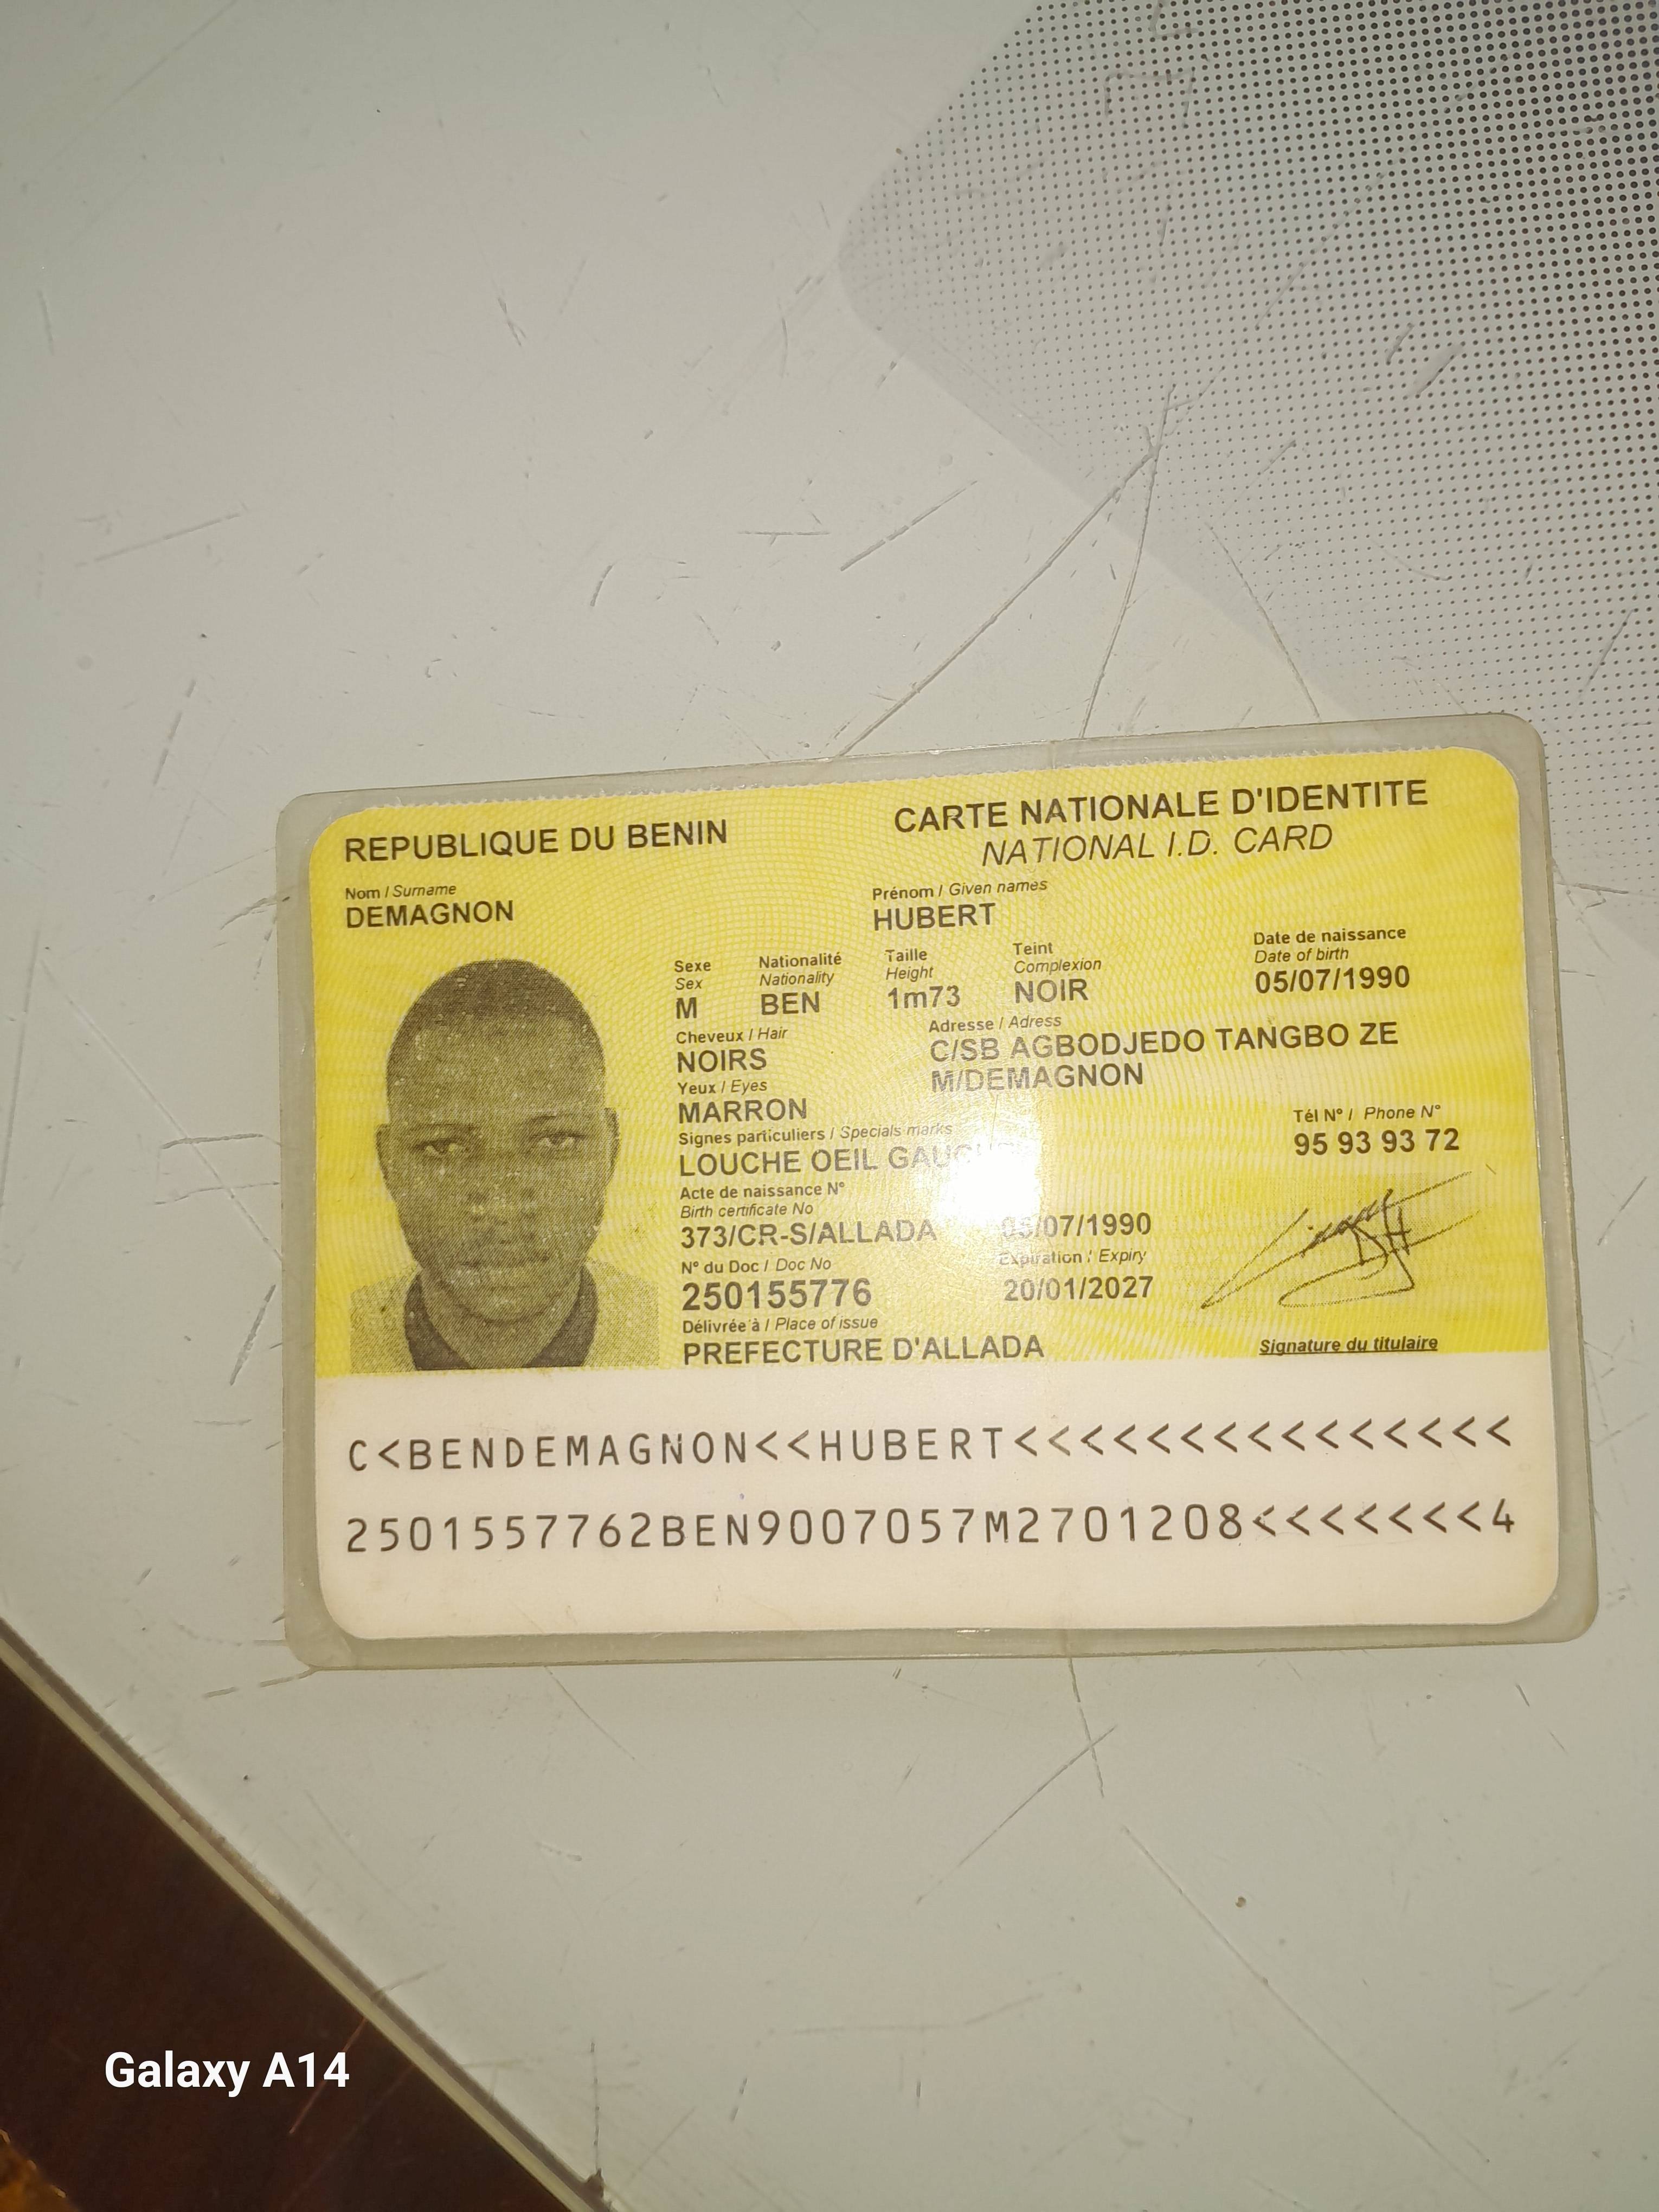 REPUBLIQUE DU BENIN
CARTE NATIONALE D'IDENTITE
NATIONAL I.D. CARD
Nom / Surname
DEMAGNON
Prénom / Given names
HUBERT
Sexe
Sex
M
Nationalité
Nationality
BEN
Taille
Height
1m73
Teint
Complexion
NOIR
Date de naissance
Date of birth
05/07/1990
Cheveux / Hair
NOIRS
Adresse / Adress
C/SB AGBODJEDO TANGBO ZE
M/DEMAGNON
Yeux / Eyes
MARRON
Tél N° / Phone N°
95 93 93 72
Signes particuliers / Specials marks
LOUCHE OEIL
Acte de naissance N°
Birth certificate No
373/CR-S/ALLADA
05/07/1990
N° du Doc / Doc No
250155776
Expiration / Expiry
20/01/2027
Délivrée à / Place of issue
PREFECTURE D'ALLADA
Signature du titulaire
C<BENDEMAGNON<<HUBERT<<<<<<<<<<<<<<<
2501557762BEN9007057M2701208<<<<<<<4
Galaxy A14